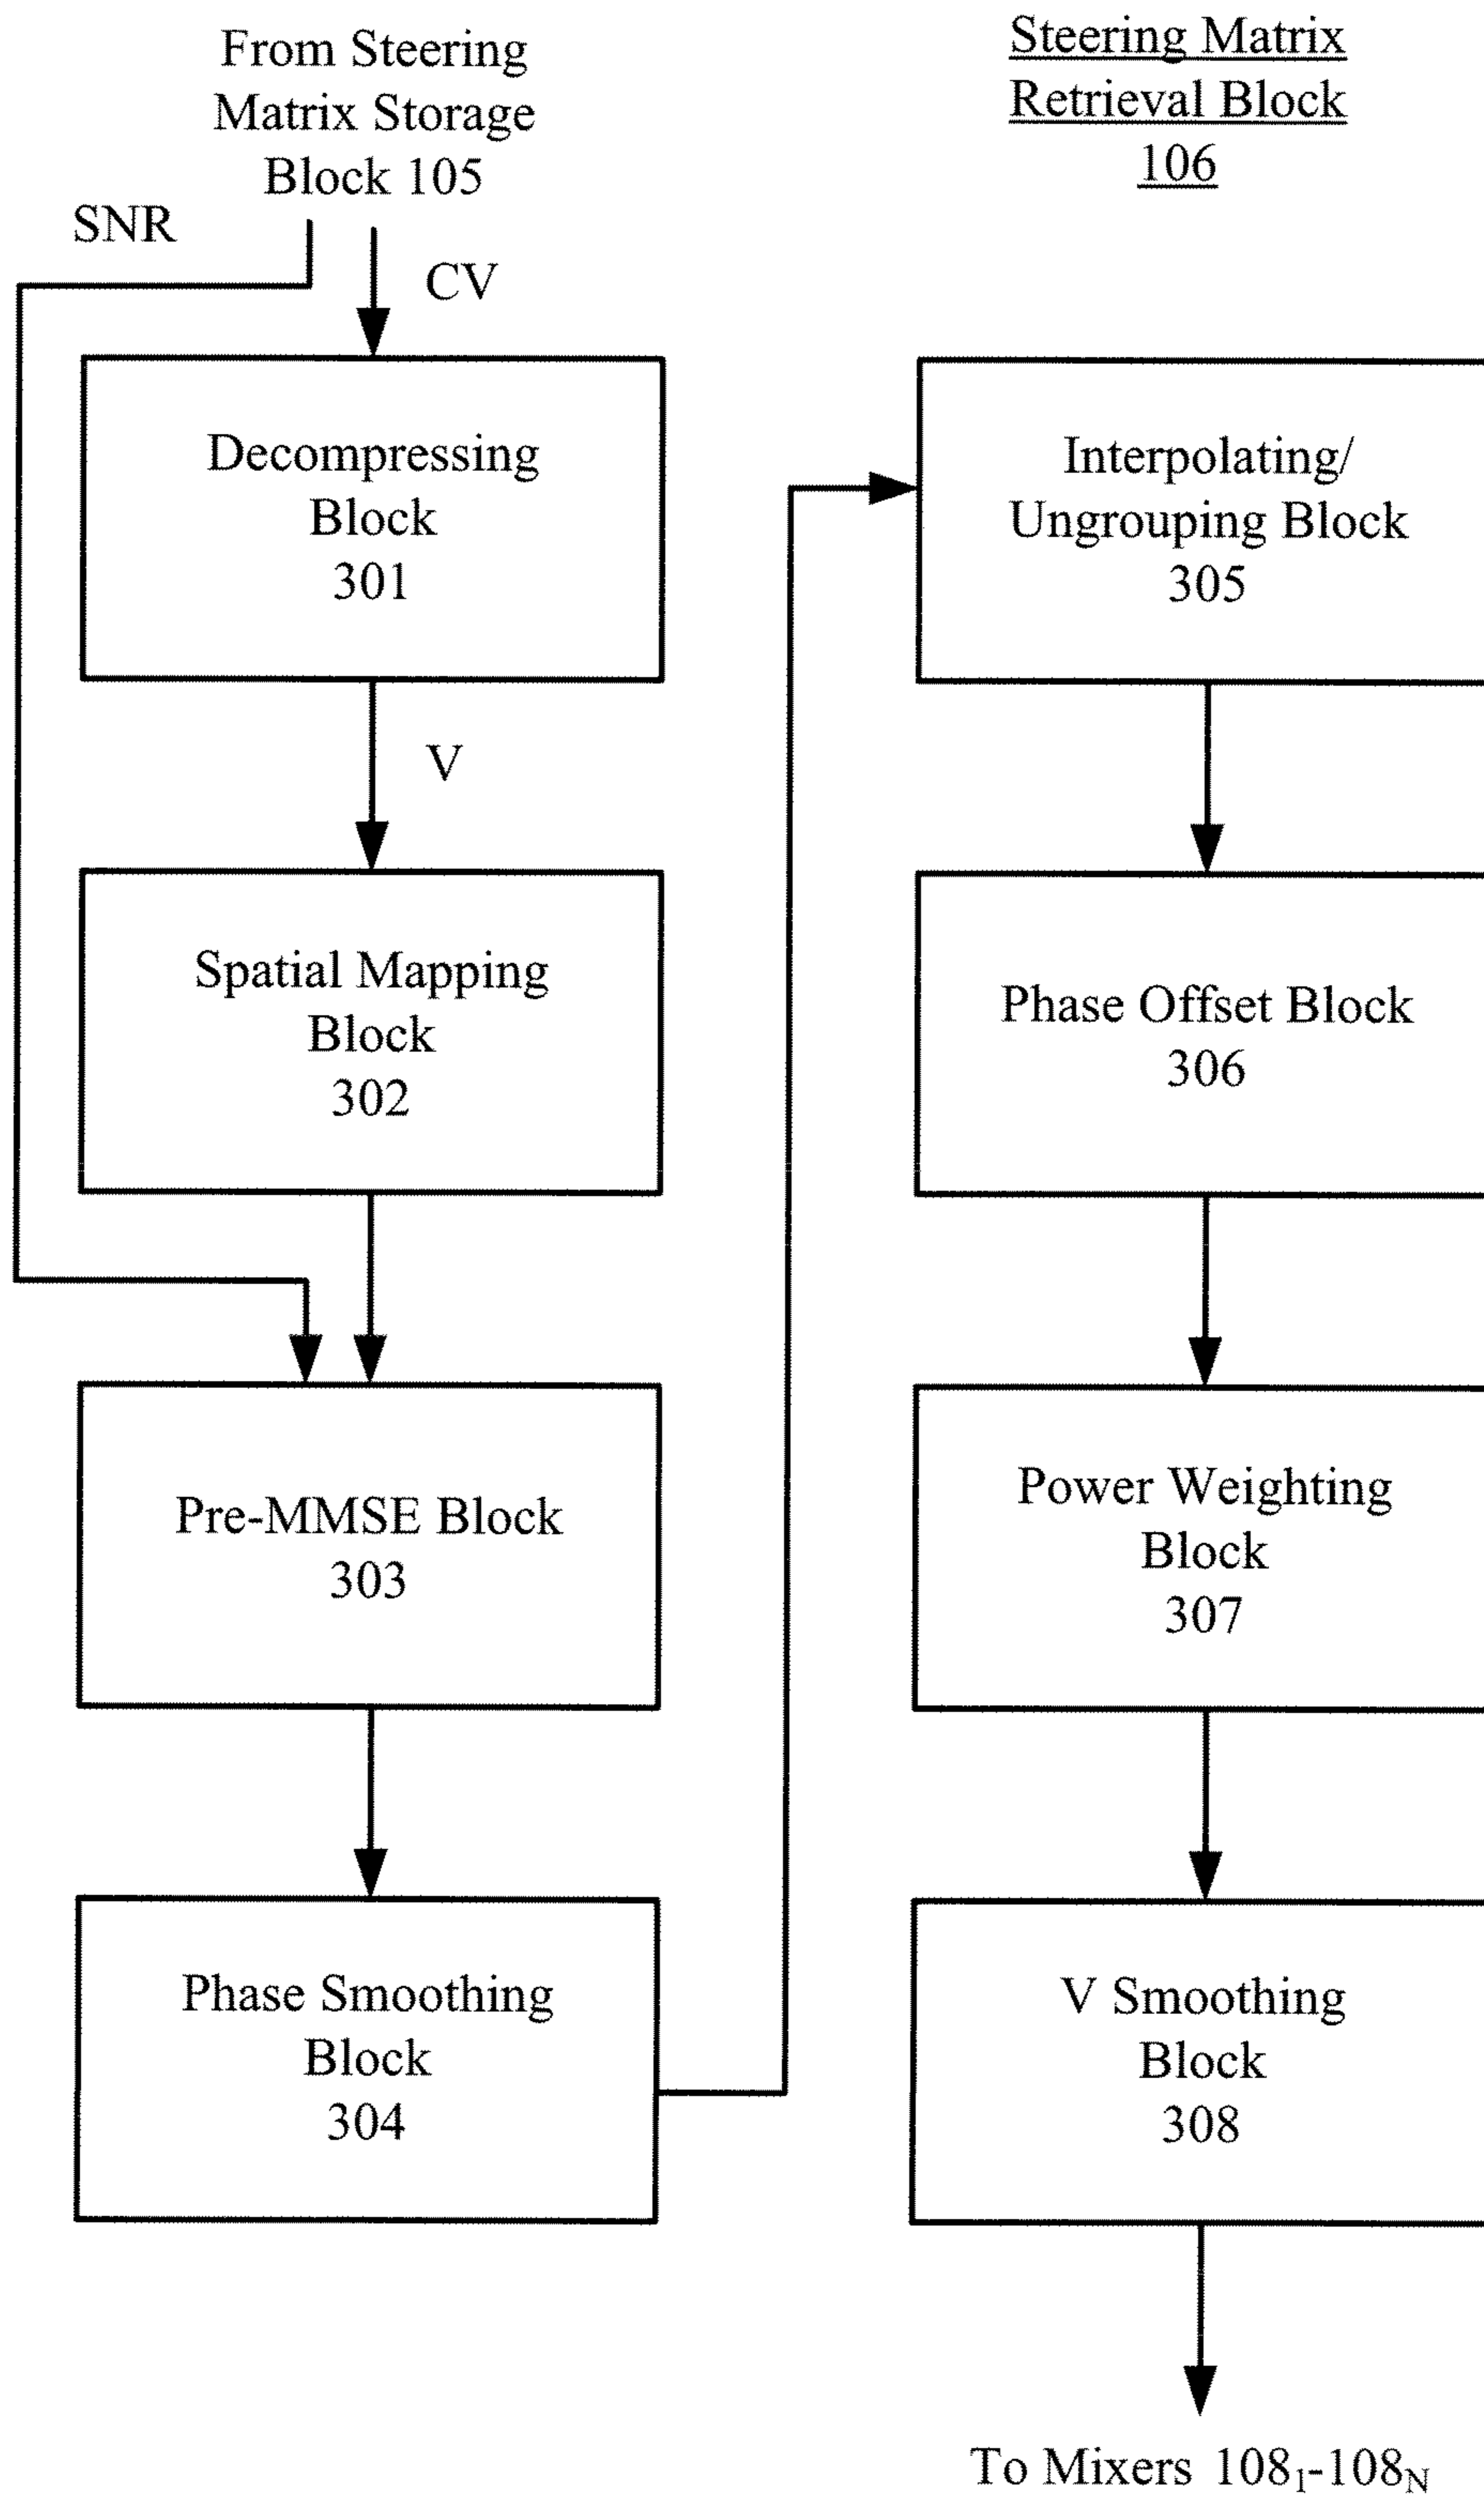 From Steering
Matrix Storage
Block 105
SNR
CV
Decompressing
Block
301
V
Spatial Mapping
Block
302
Pre-MMSE Block
303
Phase Smoothing
Block
304
Steering Matrix
Retrieval Block
106
Interpolating/
Ungrouping Block
305
Phase Offset Block
306
Power Weighting
Block
307
V Smoothing
Block
308
To Mixers 108₁-108N